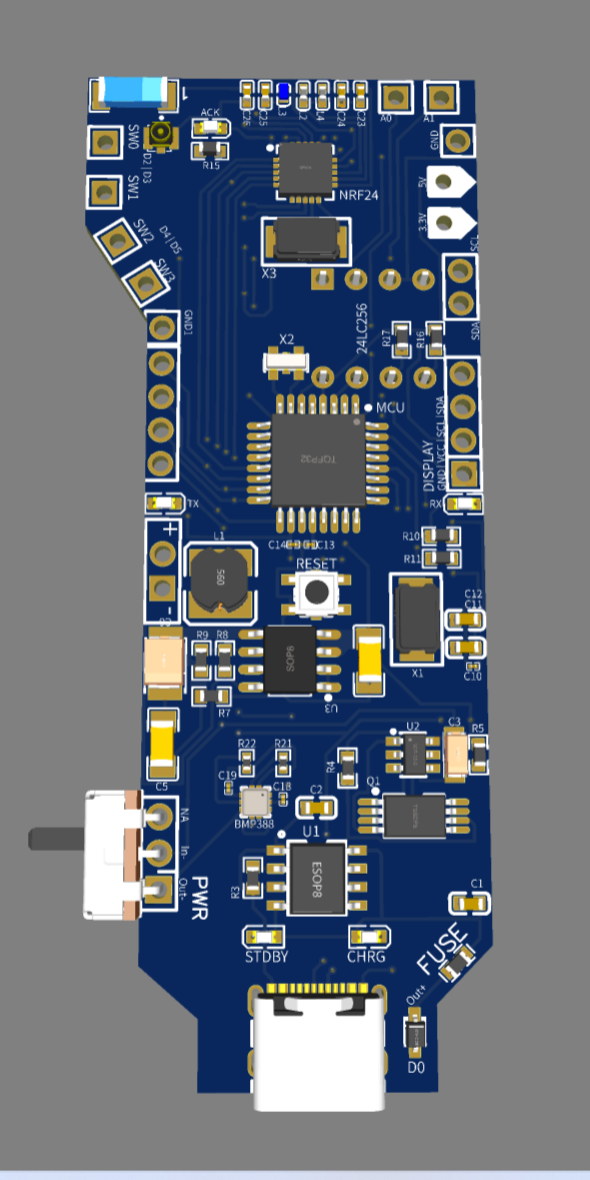 1
C26
C25
L3
L2
L4
C24
C23
A0
A1
ACK
R15
SW0
D2|D3
SW1
GND
5V
3.3V
NRF24
SW2
D4|D5
SW3
SCL
X3
GND1
24LC256
R17
R16
SDA
X2
MCU
TQFP32
DISPLAY
GND|VCC|SCL|SDA
TX
RX
+
-
L1
560
C14
C13
RESET
R10
R11
C12
C11
C10
X1
R9
R8
R7
SOP8
U3
C5
U2
C3
R5
R22
R21
R4
C19
C18
BMP388
C2
Q1
U1
ESOP8
R3
NA
In-
Out-
PWR
C1
STDBY
CHRG
FUSE
Out+
D0